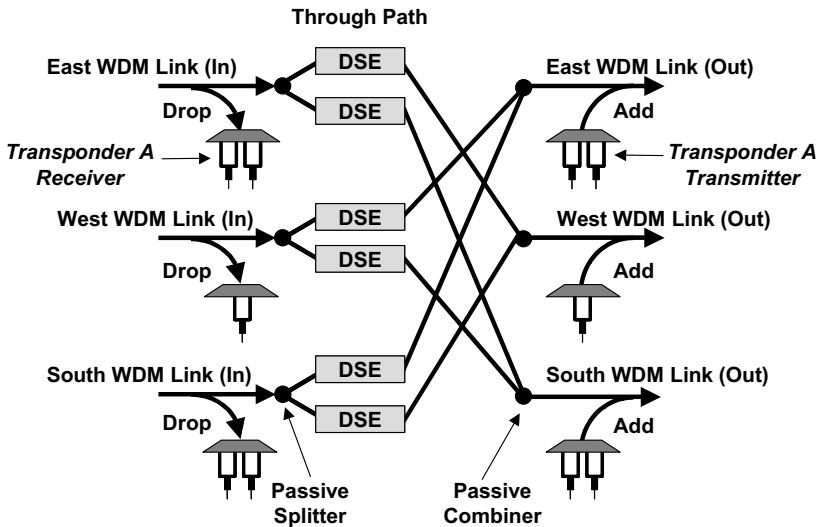 Through Path
East WDM Link (In)
DSE
East WDM Link (Out)
Drop
DSE
Add
Transponder A
Receiver
Transponder A
Transmitter
West WDM Link (In)
DSE
West WDM Link (Out)
Drop
DSE
Add
South WDM Link (In)
DSE
South WDM Link (Out)
Drop
DSE
Add
Passive
Splitter
Passive
Combiner